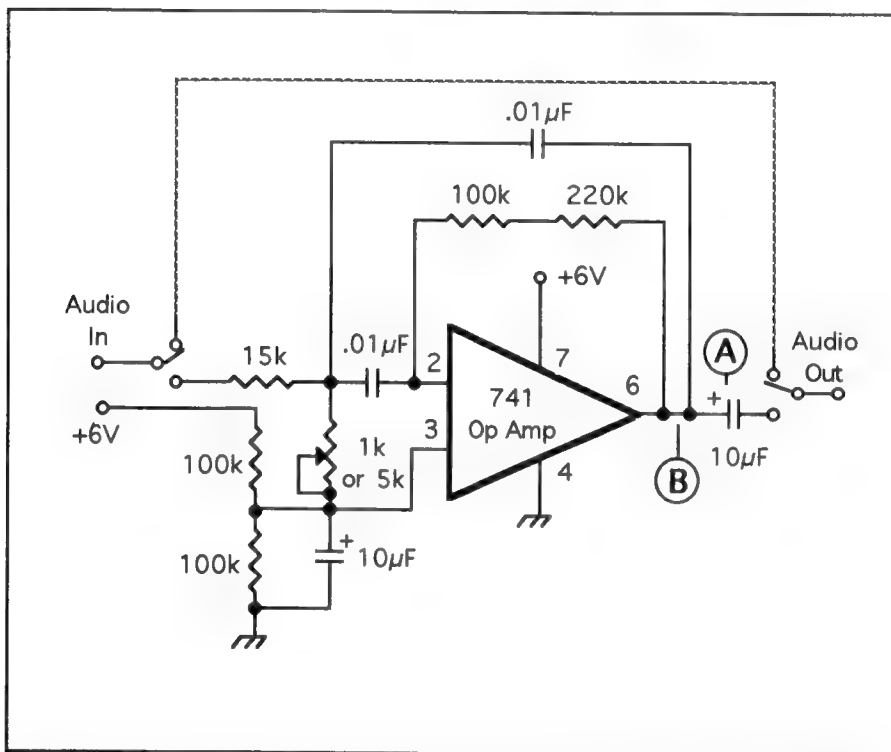 .01µF
100k 220k
+6V
Audio
In
15k
.01µF
2
7
A
Audio
Out
741
Op Amp
6
+
+6V
3
1k
or 5k
4
B
10µF
100k
+
10µF
100k